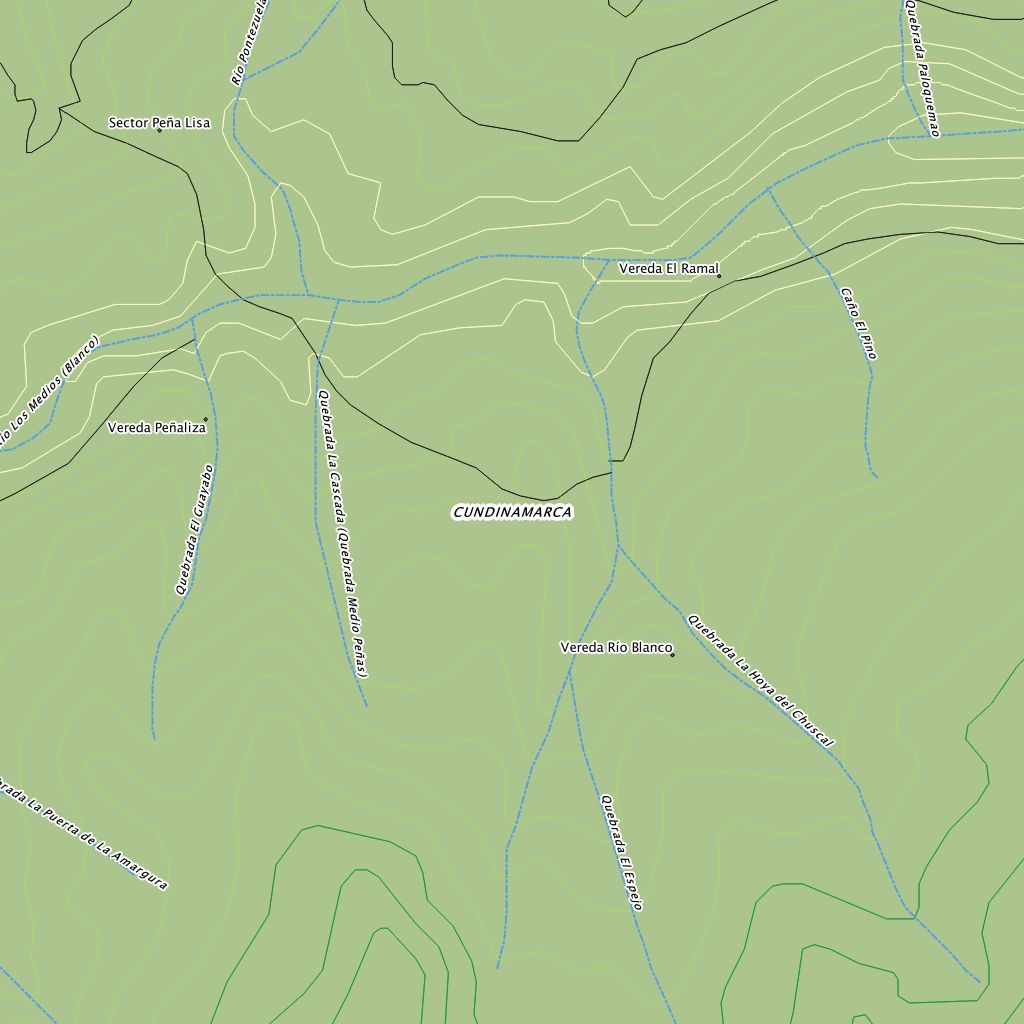 Río Pontezuela
Quebrada Paloquemao
Sector Peña Lisa
Vereda El Ramal
Caño El Pino
Río Los Medios (Blanco)
Vereda Peñaliza
Quebrada La Cascada (Quebrada Medio Peñas)
Quebrada El Guayabo
CUNDINAMARCA
Vereda Río Blanco
Quebrada La Hoya del Chuscal
La Puerta de La Amargura
Quebrada El Espejo